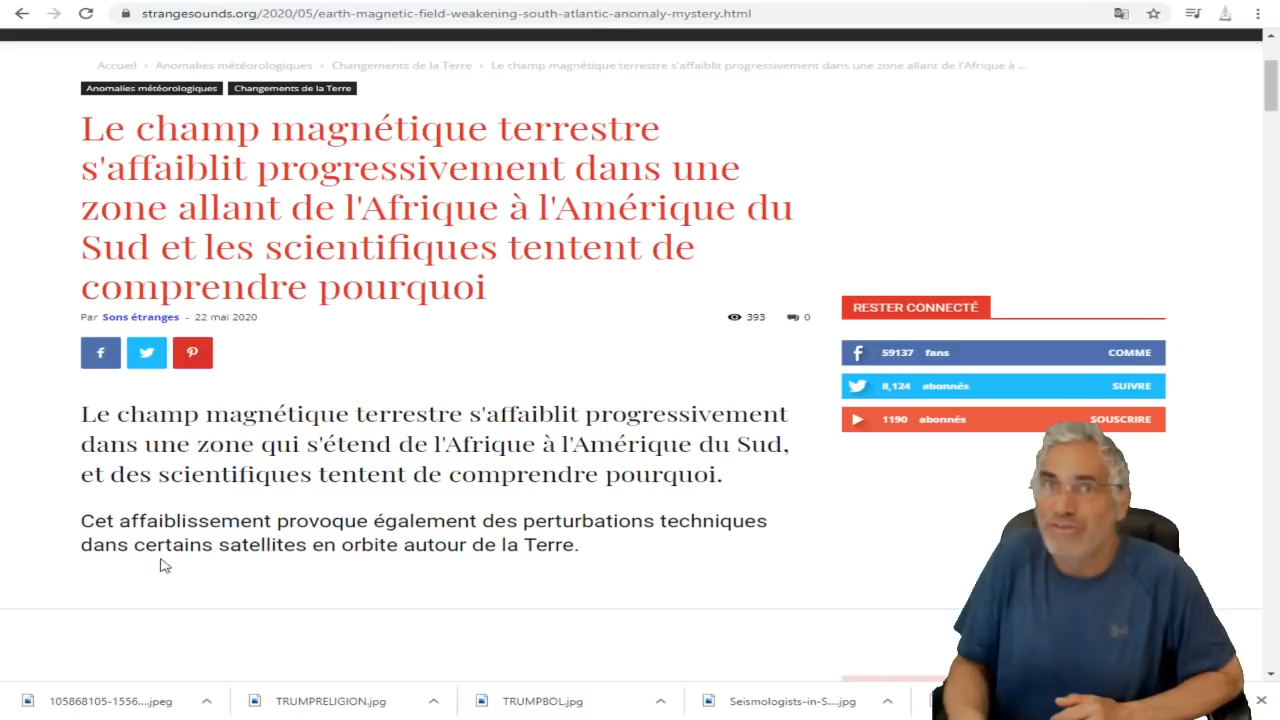 strangesounds.org/2020/05/earth-magnetic-field-weakening-south-atlantic-anomaly-mystery.html
Accueil › Anomalies météorologiques › Changements de la Terre › Le champ magnétique terrestre s'affaiblit progressivement dans une zone allant de l'Afrique à ...
Anomalies météorologiques Changements de la Terre
Le champ magnétique terrestre
s'affaiblit progressivement dans une
zone allant de l'Afrique à l'Amérique du
Sud et les scientifiques tentent de
comprendre pourquoi
Par Sons étranges - 22 mai 2020 393 0
RESTER CONNECTÉ
59137 fans COMME
8,124 abonnés SUIVRE
1190 abonnés SOUSCRIRE
Le champ magnétique terrestre s'affaiblit progressivement
dans une zone qui s'étend de l'Afrique à l'Amérique du Sud,
et des scientifiques tentent de comprendre pourquoi.
Cet affaiblissement provoque également des perturbations techniques
dans certains satellites en orbite autour de la Terre.
105868105-1556....jpeg TRUMPRELIGION.jpg TRUMPBOL.jpg Seismologists-in-S....jpg